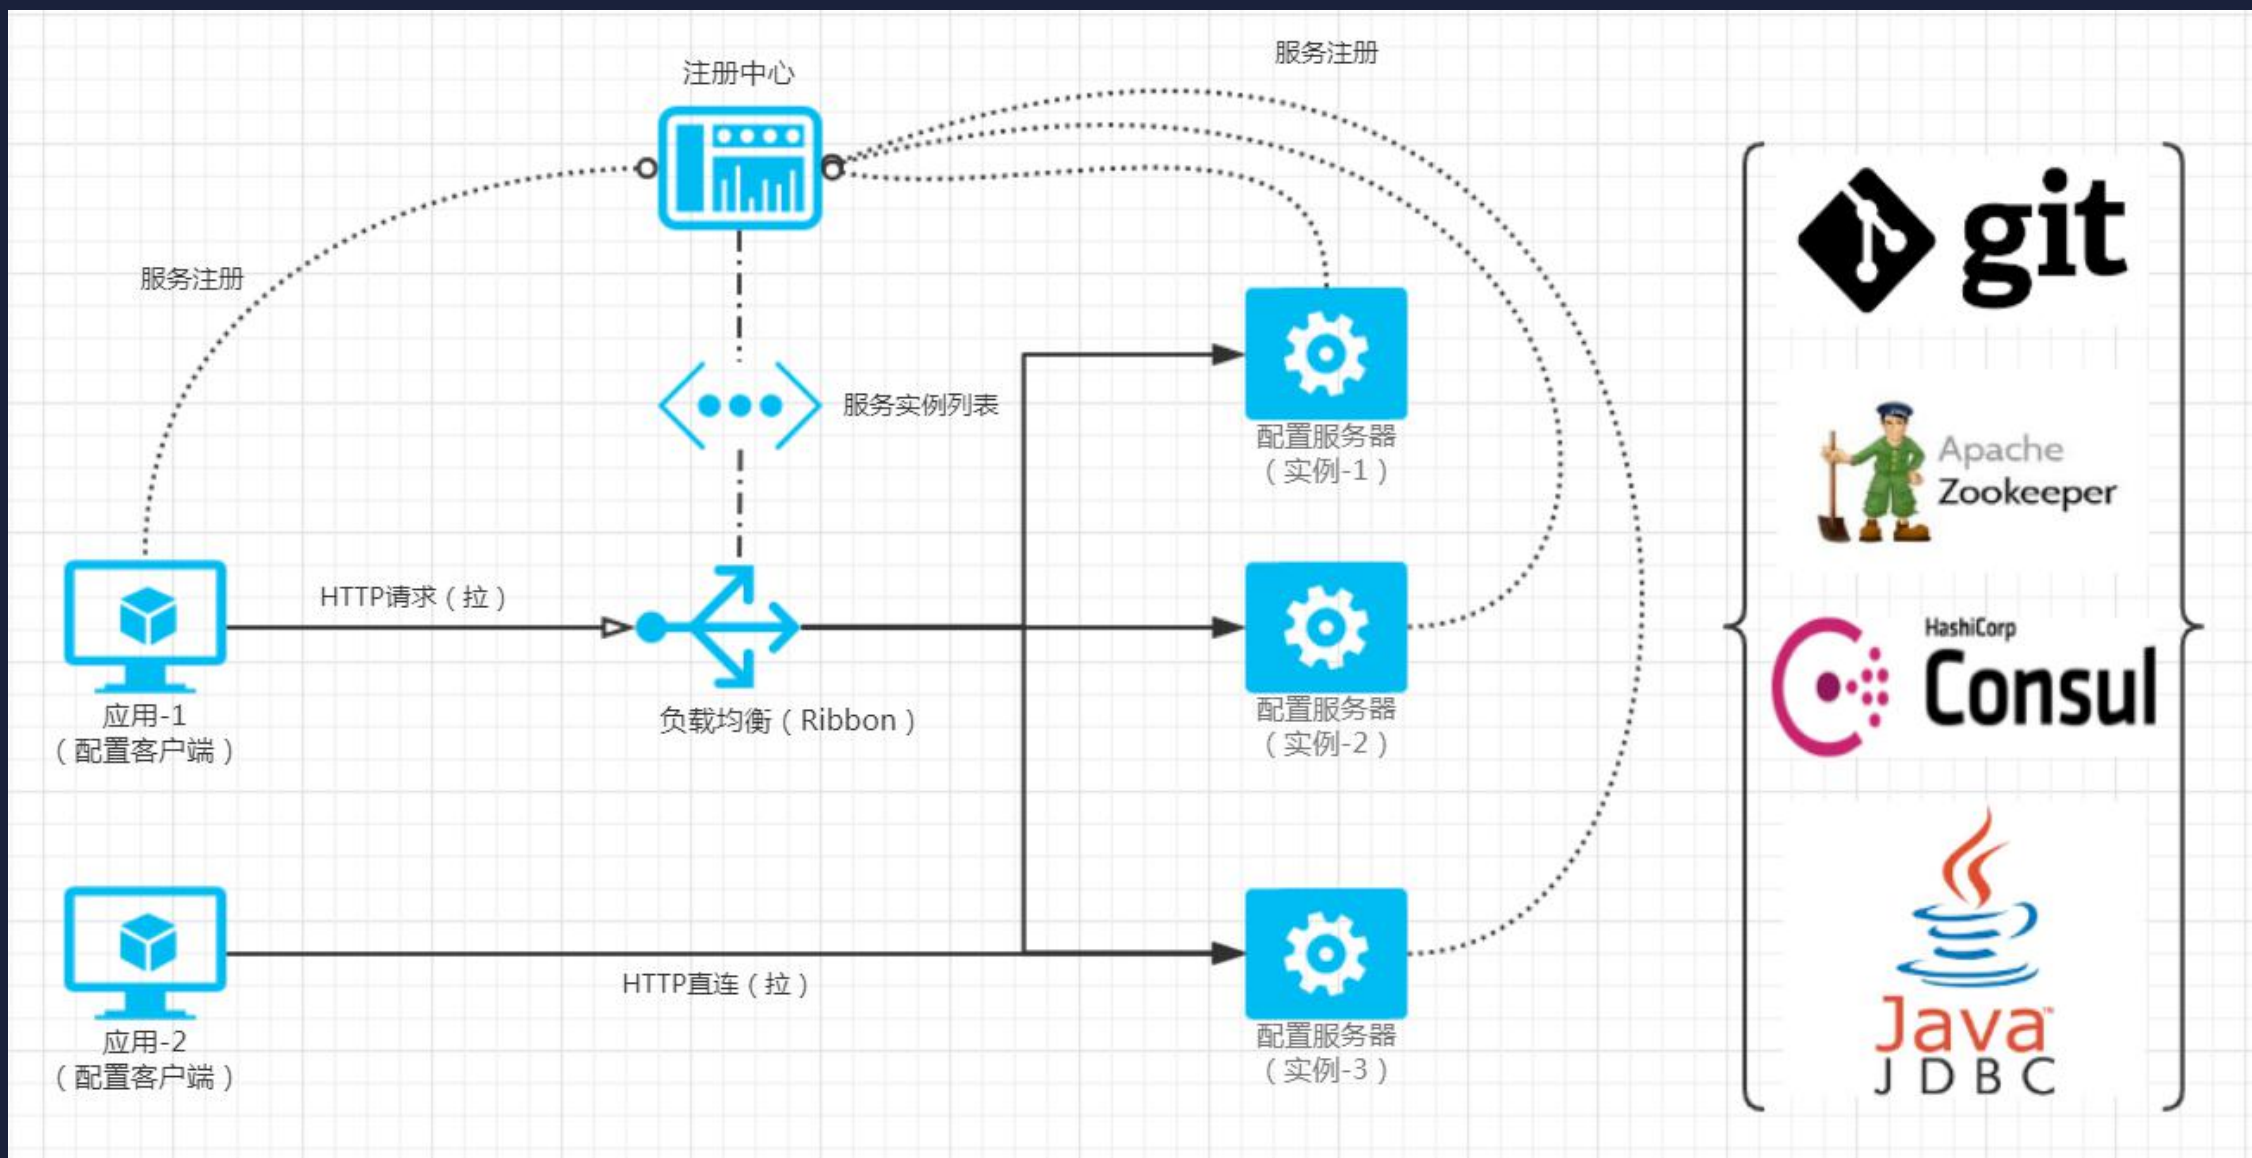 服务注册
注册中心
服务注册
服务实例列表
配置服务器
（实例-1）
HTTP请求（拉）
应用-1
（配置客户端）
负载均衡（Ribbon）
配置服务器
（实例-2）
HTTP直连（拉）
应用-2
（配置客户端）
配置服务器
（实例-3）
git
Apache
Zookeeper
HashiCorp
Consul
Java™
JDBC